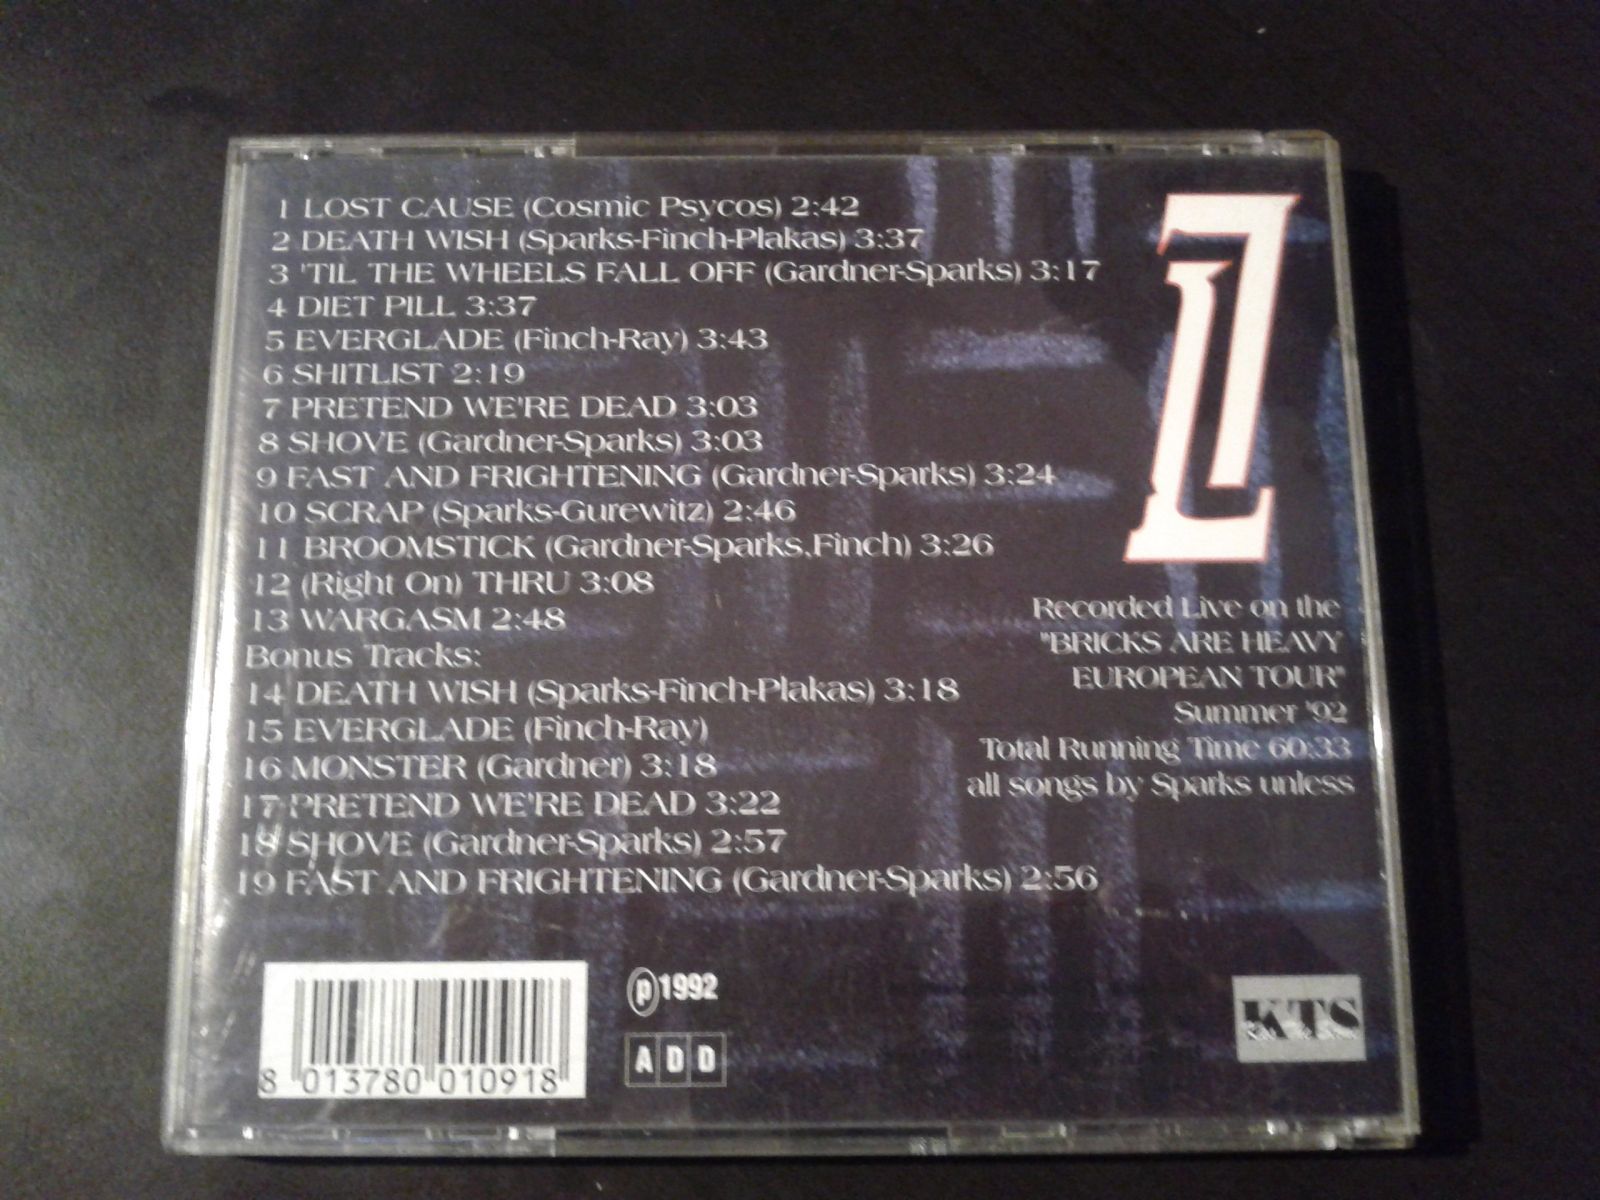 1 LOST CAUSE (Cosmic Psycos) 2:42
2 DEATH WISH (Sparks-Finch-Plakas) 3:37
3 'TIL THE WHEELS FALL OFF (Gardner-Sparks) 3:17
4 DIET PILL 3:37
5 EVERGLADE (Finch-Ray) 3:43
6 SHITLIST 2:19
7 PRETEND WE'RE DEAD 3:03
8 SHOVE (Gardner-Sparks) 3:03
9 FAST AND FRIGHTENING (Gardner-Sparks) 3:24
10 SCRAP (Sparks-Gurewitz) 2:46
11 BROOMSTICK (Gardner-Sparks,Finch) 3:26
12 (Right On) THRU 3:08
13 WARGASM 2:48
Bonus Tracks:
14 DEATH WISH (Sparks-Finch-Plakas) 3:18
15 EVERGLADE (Finch-Ray)
16 MONSTER (Gardner) 3:18
17 PRETEND WE'RE DEAD 3:22
18 SHOVE (Gardner-Sparks) 2:57
19 FAST AND FRIGHTENING (Gardner-Sparks) 2:56
L7
Recorded Live on the
"BRICKS ARE HEAVY
EUROPEAN TOUR"
Summer '92
Total Running Time 60:33
all songs by Sparks unless
8 013780 010918
℗1992
ADD
KTS